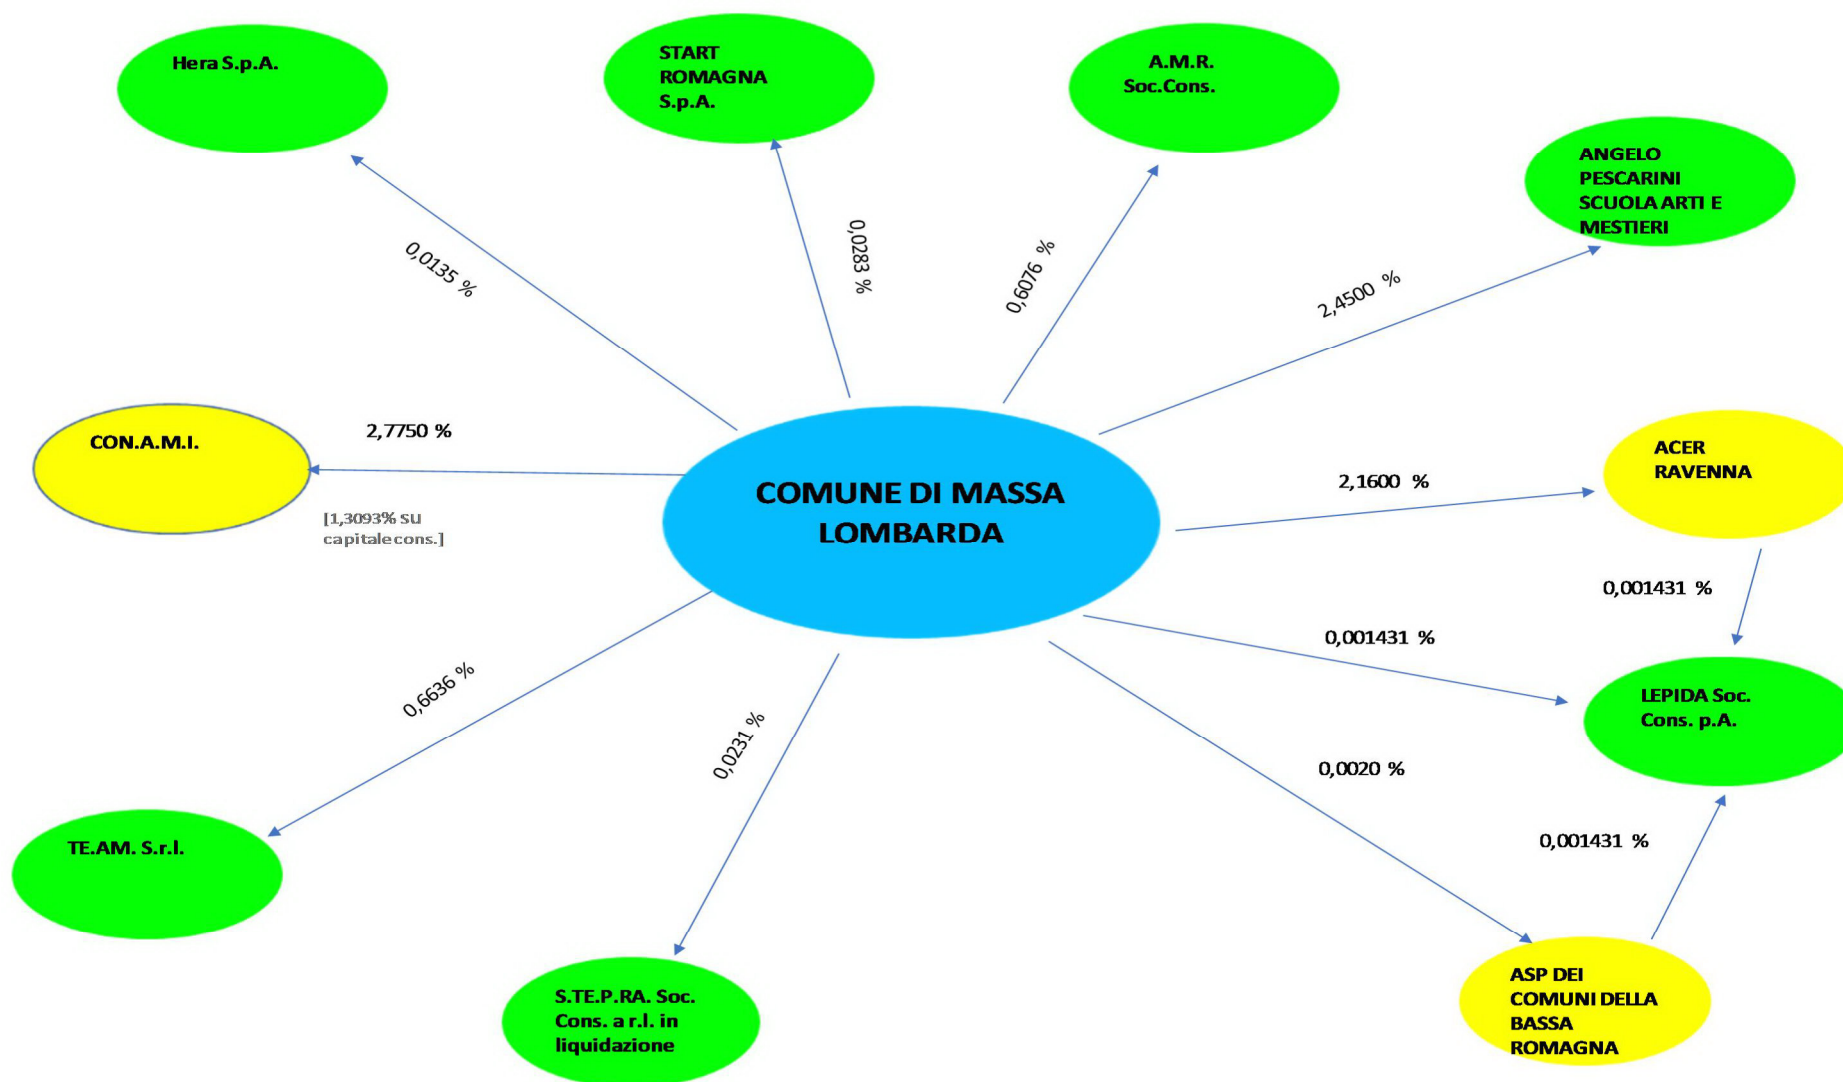 Hera S.p.A.
START
ROMAGNA
S.p.A.
A.M.R.
Soc.Cons.
ANGELO
PESCARINI
SCUOLA ARTI E
MESTIERI
0,0135 %
0,0283 %
0,6076 %
2,4500 %
CON.A.M.I.
2,7750 %
[1,3093% su
capitale cons.]
COMUNE DI MASSA
LOMBARDA
2,1600 %
ACER
RAVENNA
0,001431 %
0,001431 %
LEPIDA Soc.
Cons. p.A.
0,6636 %
0,0231 %
0,0020 %
0,001431 %
TE.AM. S.r.l.
S.TE.P.RA. Soc.
Cons. a r.l. in
liquidazione
ASP DEI
COMUNI DELLA
BASSA
ROMAGNA